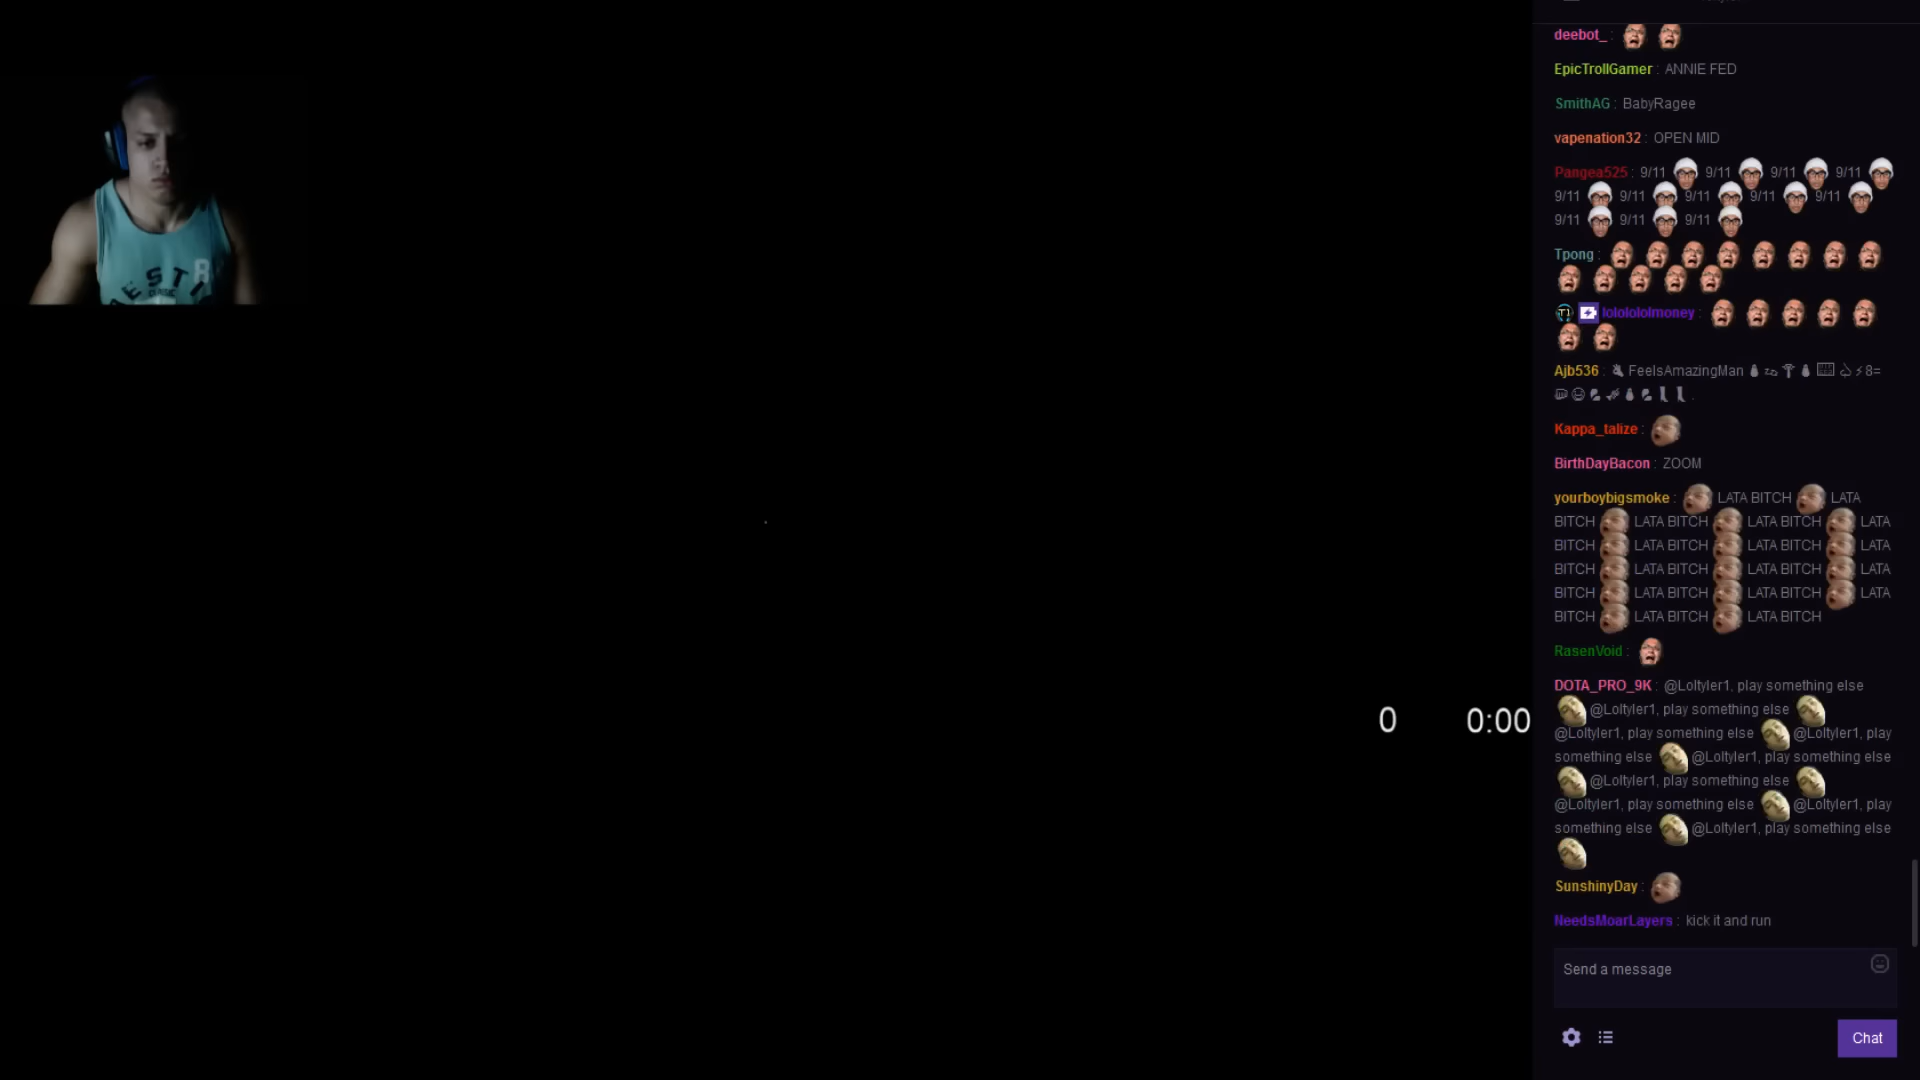 deebot_ :
EpicTrollGamer : ANNIE FED
SmithAG : BabyRagee
vapenation32 : OPEN MID
Pangea525 : 9/11 9/11 9/11 9/11
9/11 9/11 9/11 9/11 9/11
9/11 9/11 9/11
Tpong :
T1 lololololmoney :
Ajb536 : FeelsAmazingMan 8=
.
Kappa_talize :
BirthDayBacon : ZOOM
yourboybigsmoke : LATA BITCH LATA
BITCH LATA BITCH LATA BITCH LATA
BITCH LATA BITCH LATA BITCH LATA
BITCH LATA BITCH LATA BITCH LATA
BITCH LATA BITCH LATA BITCH LATA
BITCH LATA BITCH LATA BITCH
RasenVoid :
DOTA_PRO_9K : @Loltyler1, play something else
@Loltyler1, play something else
@Loltyler1, play something else @Loltyler1, play
something else @Loltyler1, play something else
@Loltyler1, play something else
@Loltyler1, play something else @Loltyler1, play
something else @Loltyler1, play something else
SunshinyDay :
NeedsMoarLayers : kick it and run
0 0:00
Send a message
Chat